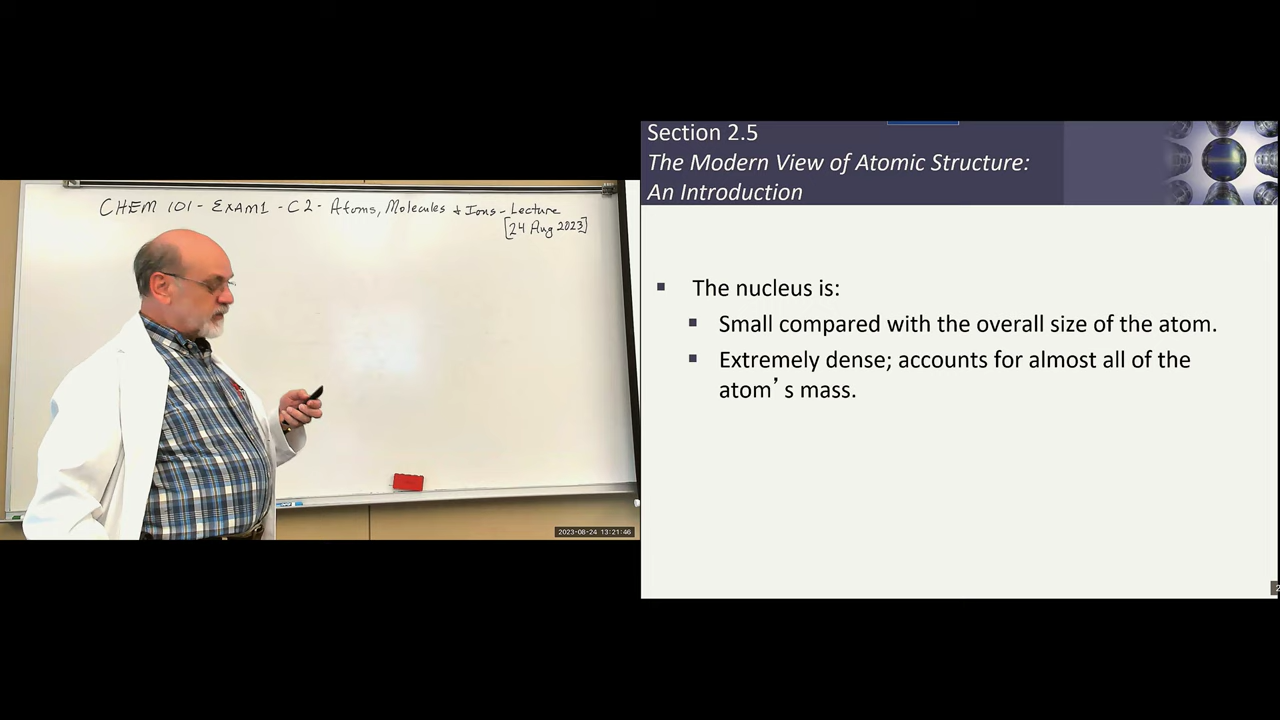 CHEM 101 - EXAM1 - C2 - Atoms, Molecules & Ions - Lecture
[24 Aug 2023]
2023-08-24 13:21:46
Section 2.5
The Modern View of Atomic Structure:
An Introduction
▪ The nucleus is:
▪ Small compared with the overall size of the atom.
▪ Extremely dense; accounts for almost all of the
atom’s mass.